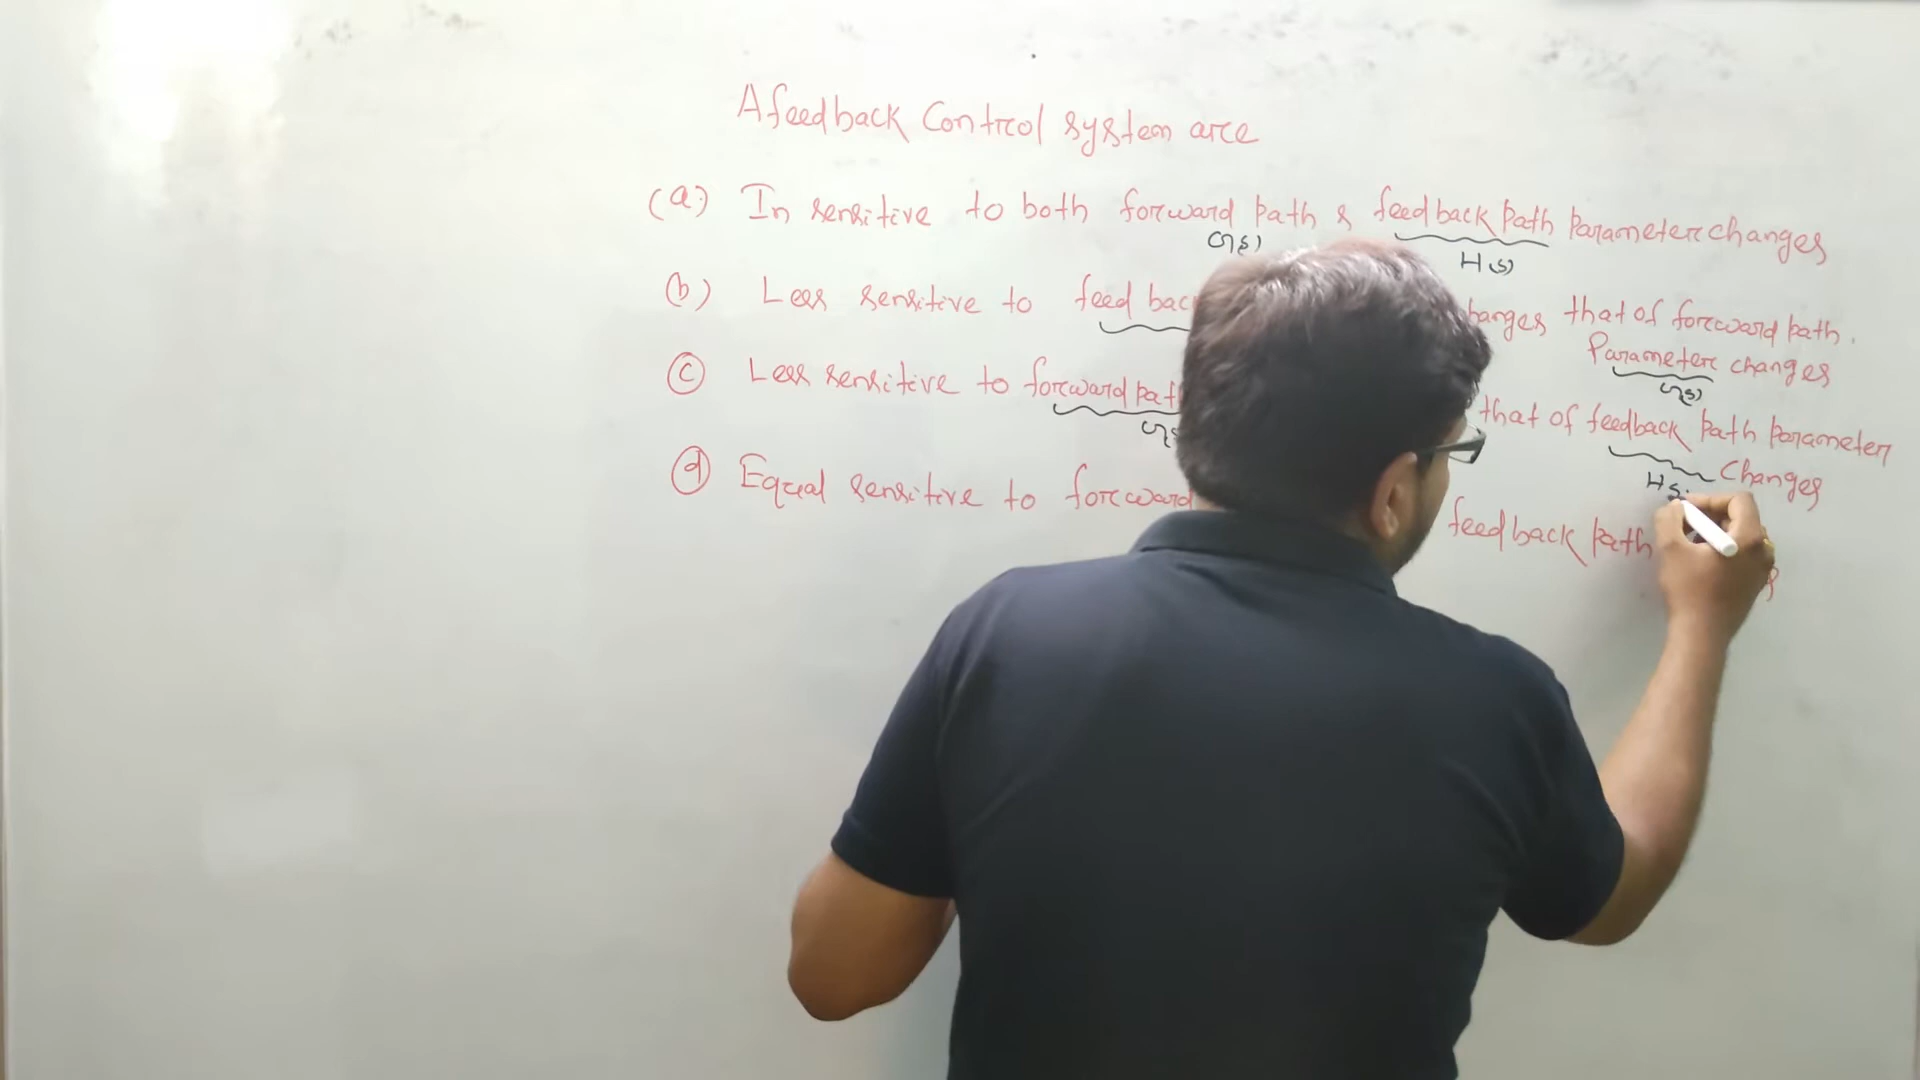 A feedback Control system are
(a) In sensitive to both forward path & feedback path Parameter changes
G(s)
H(s)
(b) Less sensitive to feed bac hanges that of forward path.
Parameter changes
G(s)
(c) Less sensitive to forward path that of feedback path parameter
Changes
G(s
H S
(d) Equal sensitive to forward feedback path